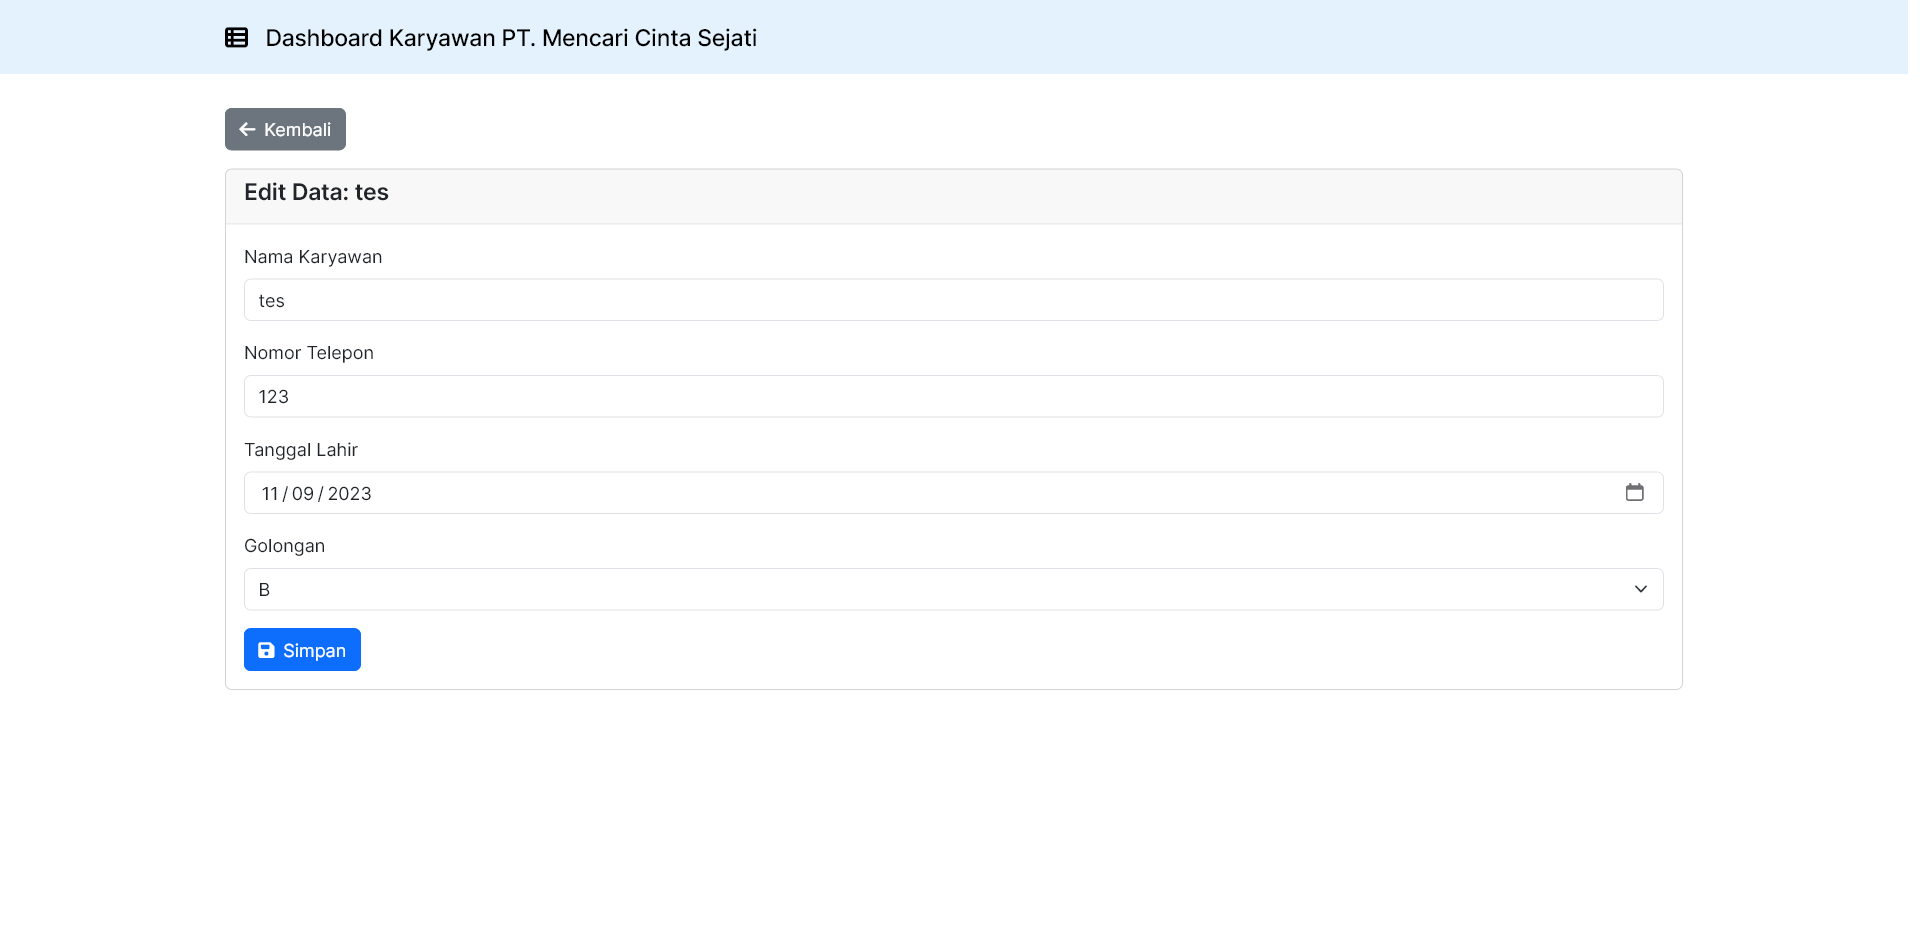 Dashboard Karyawan PT. Mencari Cinta Sejati
Kembali
Edit Data: tes
Nama Karyawan
tes
Nomor Telepon
123
Tanggal Lahir
11/09/2023
Golongan
B
Simpan